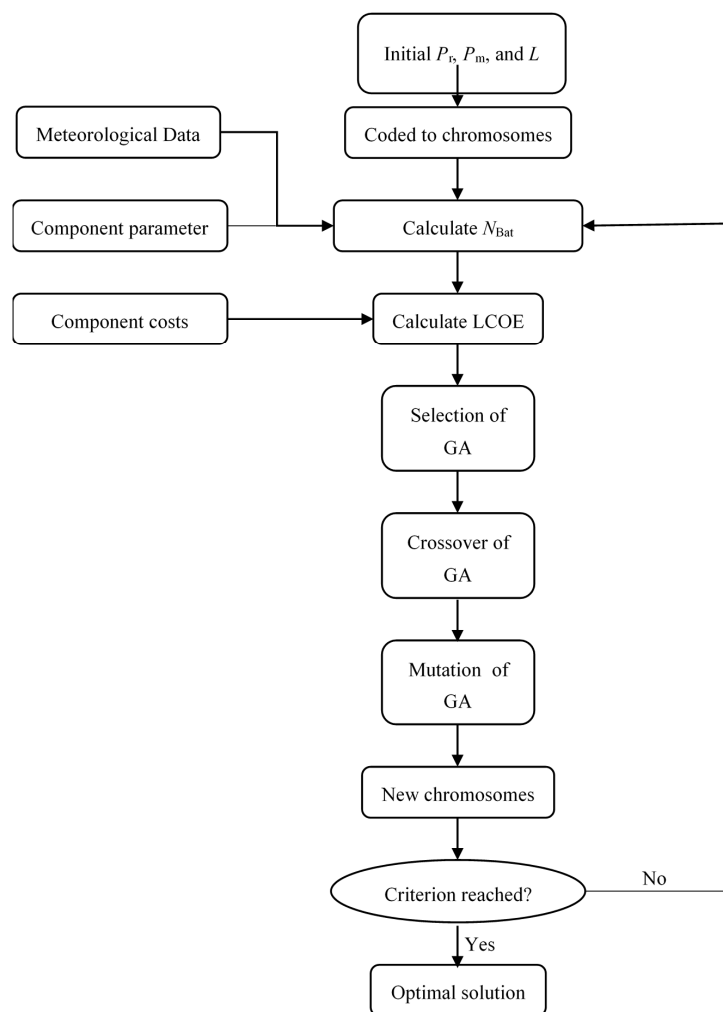 Initial Pr, Pm, and L
Meteorological Data
Coded to chromosomes
Component parameter
Calculate NBat
Component costs
Calculate LCOE
Selection of
GA
Crossover of
GA
Mutation of
GA
New chromosomes
Criterion reached?
No
Yes
Optimal solution